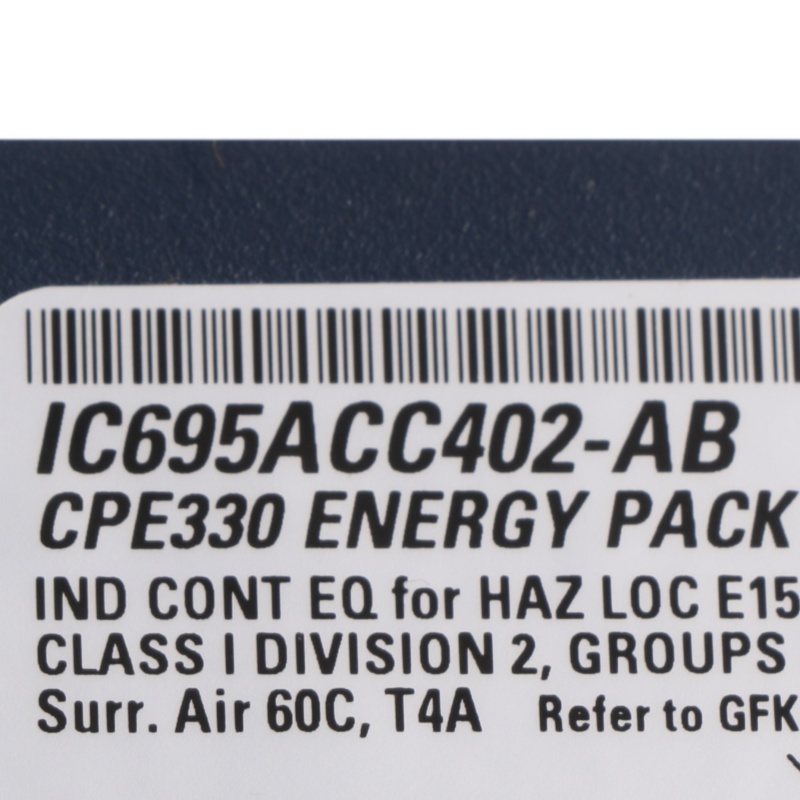 IC695ACC402-AB
CPE330 ENERGY PACK
IND CONT EQ for HAZ LOC E15
CLASS I DIVISION 2, GROUPS
Surr. Air 60C, T4A Refer to GFK